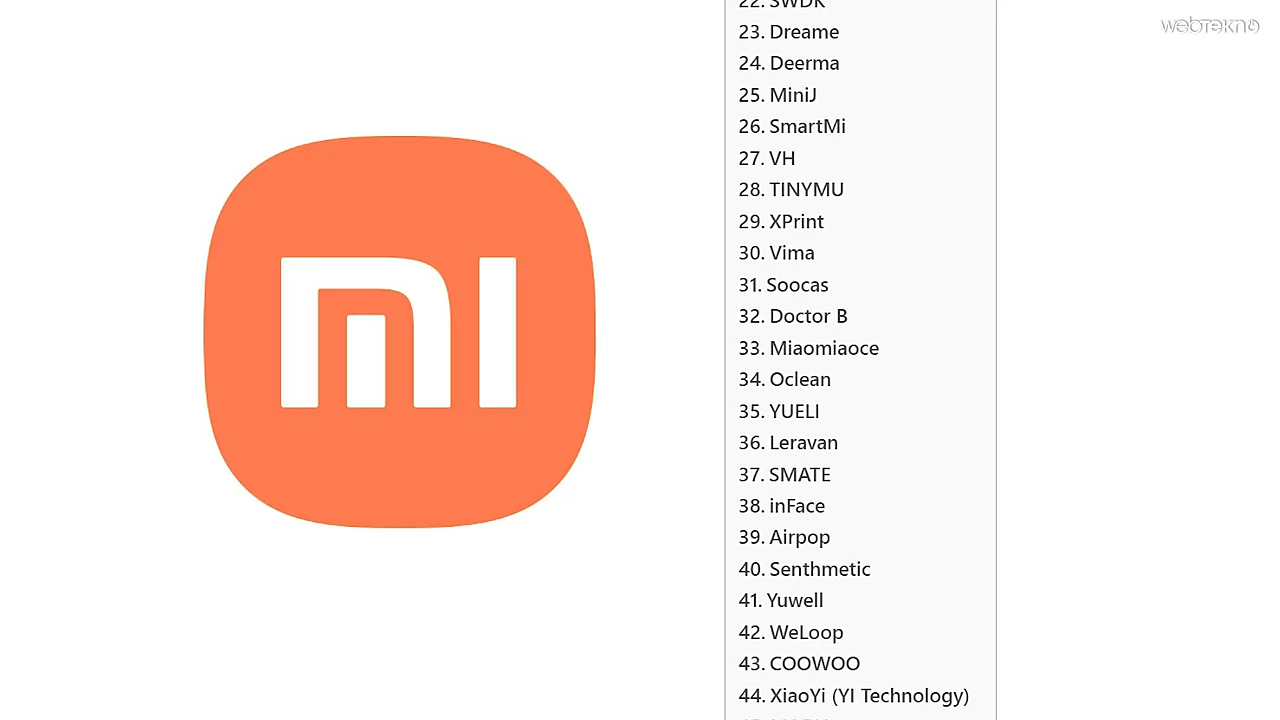 mi
webtekno
22. SWDK
23. Dreame
24. Deerma
25. MiniJ
26. SmartMi
27. VH
28. TINYMU
29. XPrint
30. Vima
31. Soocas
32. Doctor B
33. Miaomiaoce
34. Oclean
35. YUELI
36. Leravan
37. SMATE
38. inFace
39. Airpop
40. Senthmetic
41. Yuwell
42. WeLoop
43. COOWOO
44. XiaoYi (YI Technology)